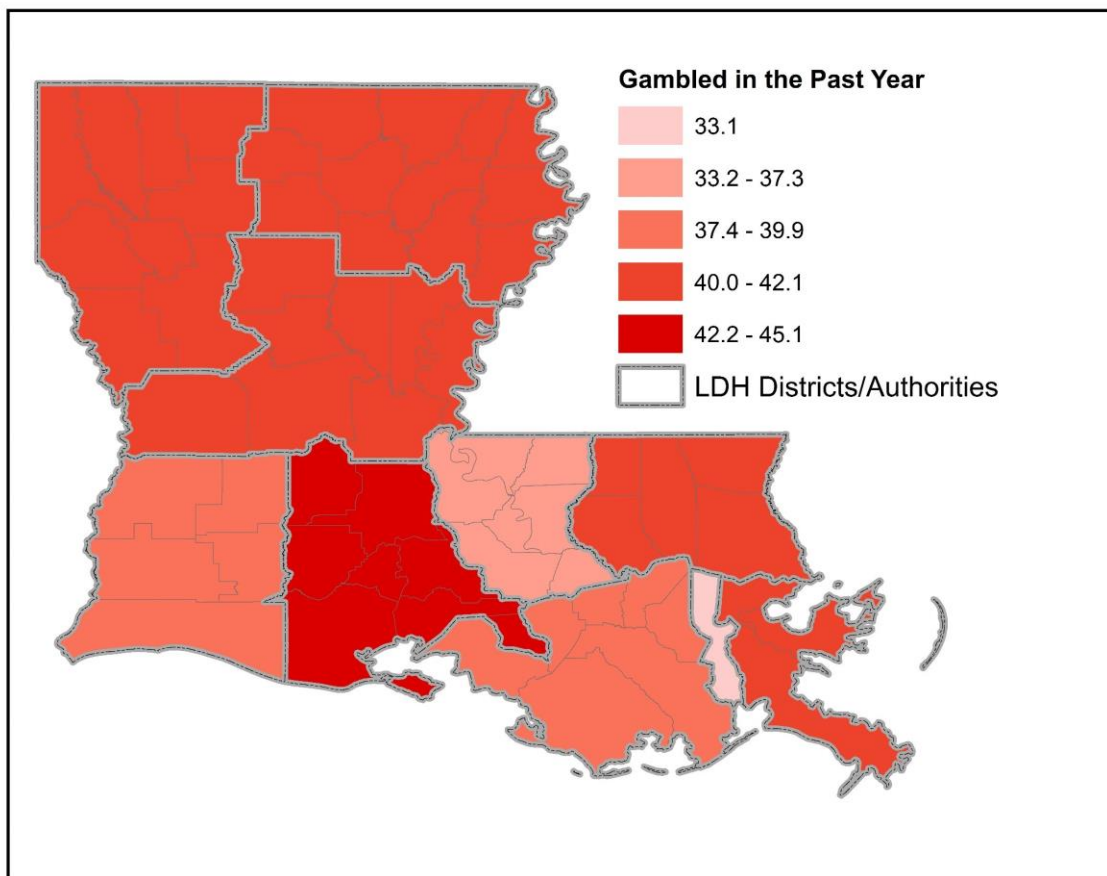 Gambled in the Past Year
33.1
33.2 - 37.3
37.4 - 39.9
40.0 - 42.1
42.2 - 45.1
LDH Districts/Authorities